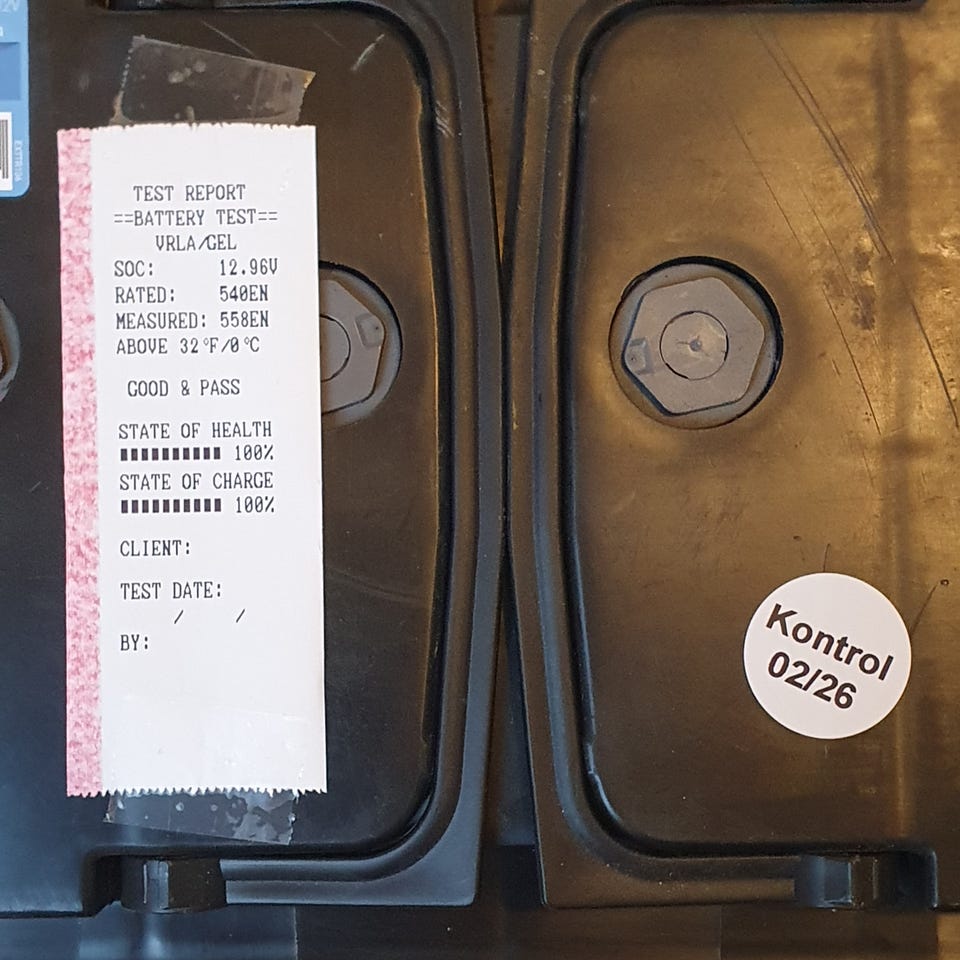 12V
TEST REPORT
==BATTERY TEST==
VRLA/GEL
SOC: 12.96V
RATED: 540EN
MEASURED: 558EN
ABOVE 32°F/0°C
GOOD & PASS
STATE OF HEALTH
100%
STATE OF CHARGE
100%
CLIENT:
TEST DATE:
/ /
BY:
Kontrol
02/26